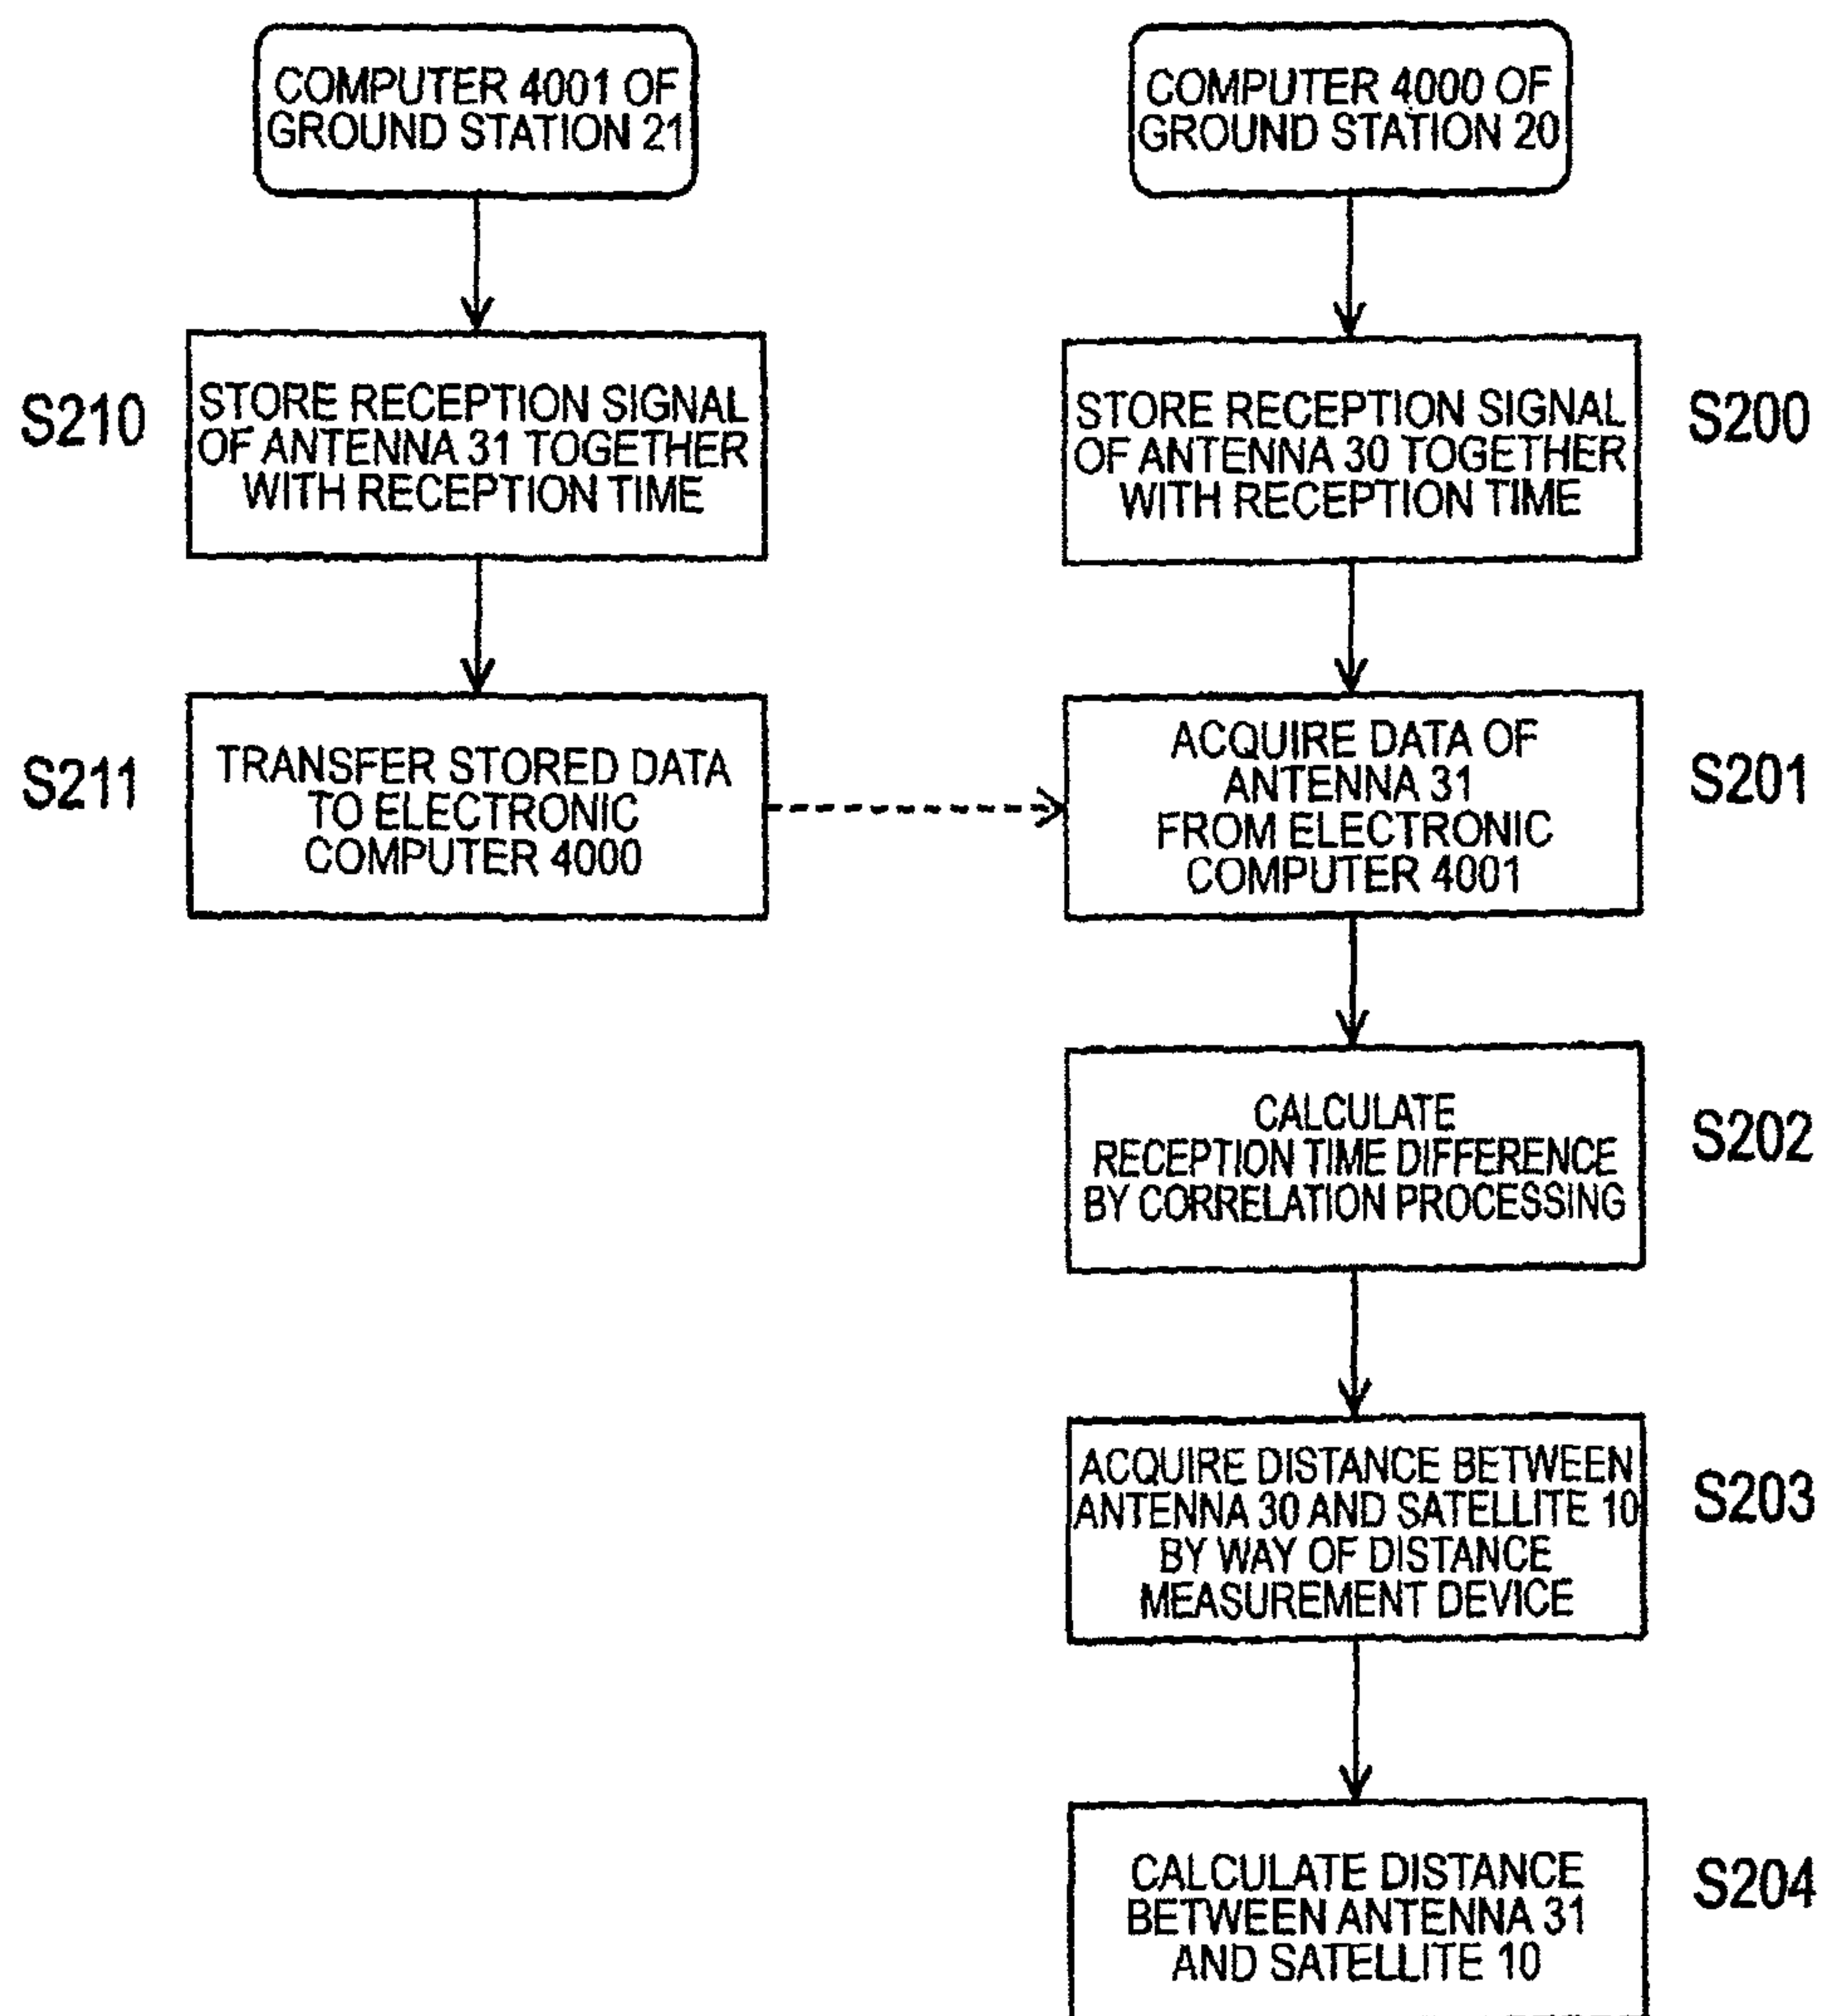 COMPUTER 4001 OF
GROUND STATION 21
S210
STORE RECEPTION SIGNAL
OF ANTENNA 31 TOGETHER
WITH RECEPTION TIME
S211
TRANSFER STORED DATA
TO ELECTRONIC
COMPUTER 4000
COMPUTER 4000 OF
GROUND STATION 20
STORE RECEPTION SIGNAL
OF ANTENNA 30 TOGETHER
WITH RECEPTION TIME
S200
ACQUIRE DATA OF
ANTENNA 31
FROM ELECTRONIC
COMPUTER 4001
S201
CALCULATE
RECEPTION TIME DIFFERENCE
BY CORRELATION PROCESSING
S202
ACQUIRE DISTANCE BETWEEN
ANTENNA 30 AND SATELLITE 10
BY WAY OF DISTANCE
MEASUREMENT DEVICE
S203
CALCULATE DISTANCE
BETWEEN ANTENNA 31
AND SATELLITE 10
S204